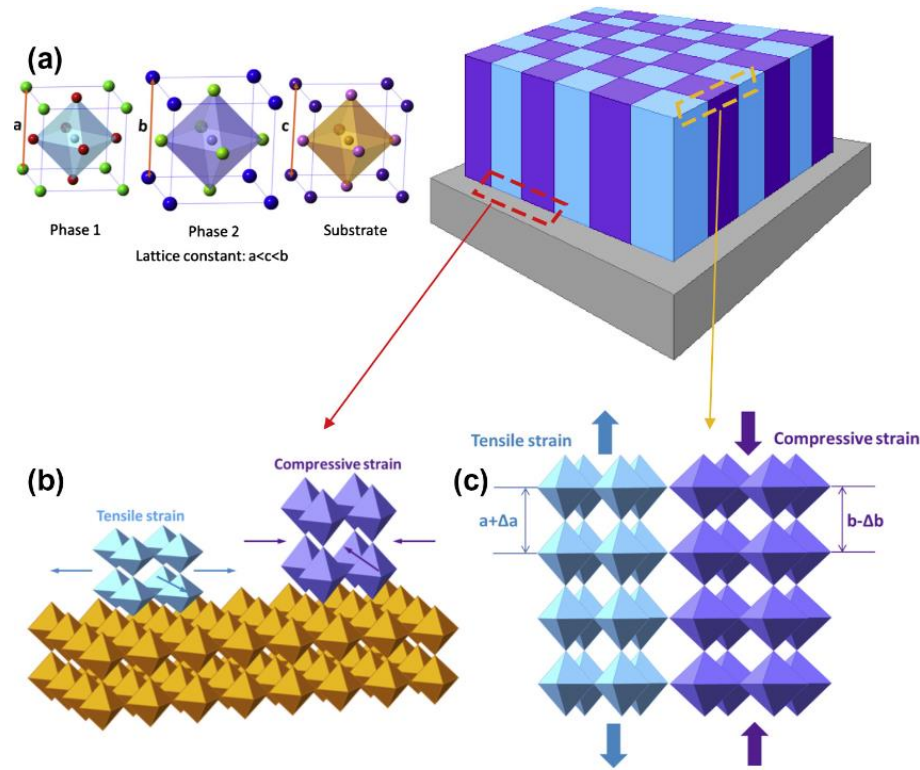 (a)
a
b
c
Phase 1
Phase 2
Substrate
Lattice constant: a<c<b
(b)
Tensile strain
Compressive strain
(c)
Tensile strain
Compressive strain
a+Δa
b-Δb